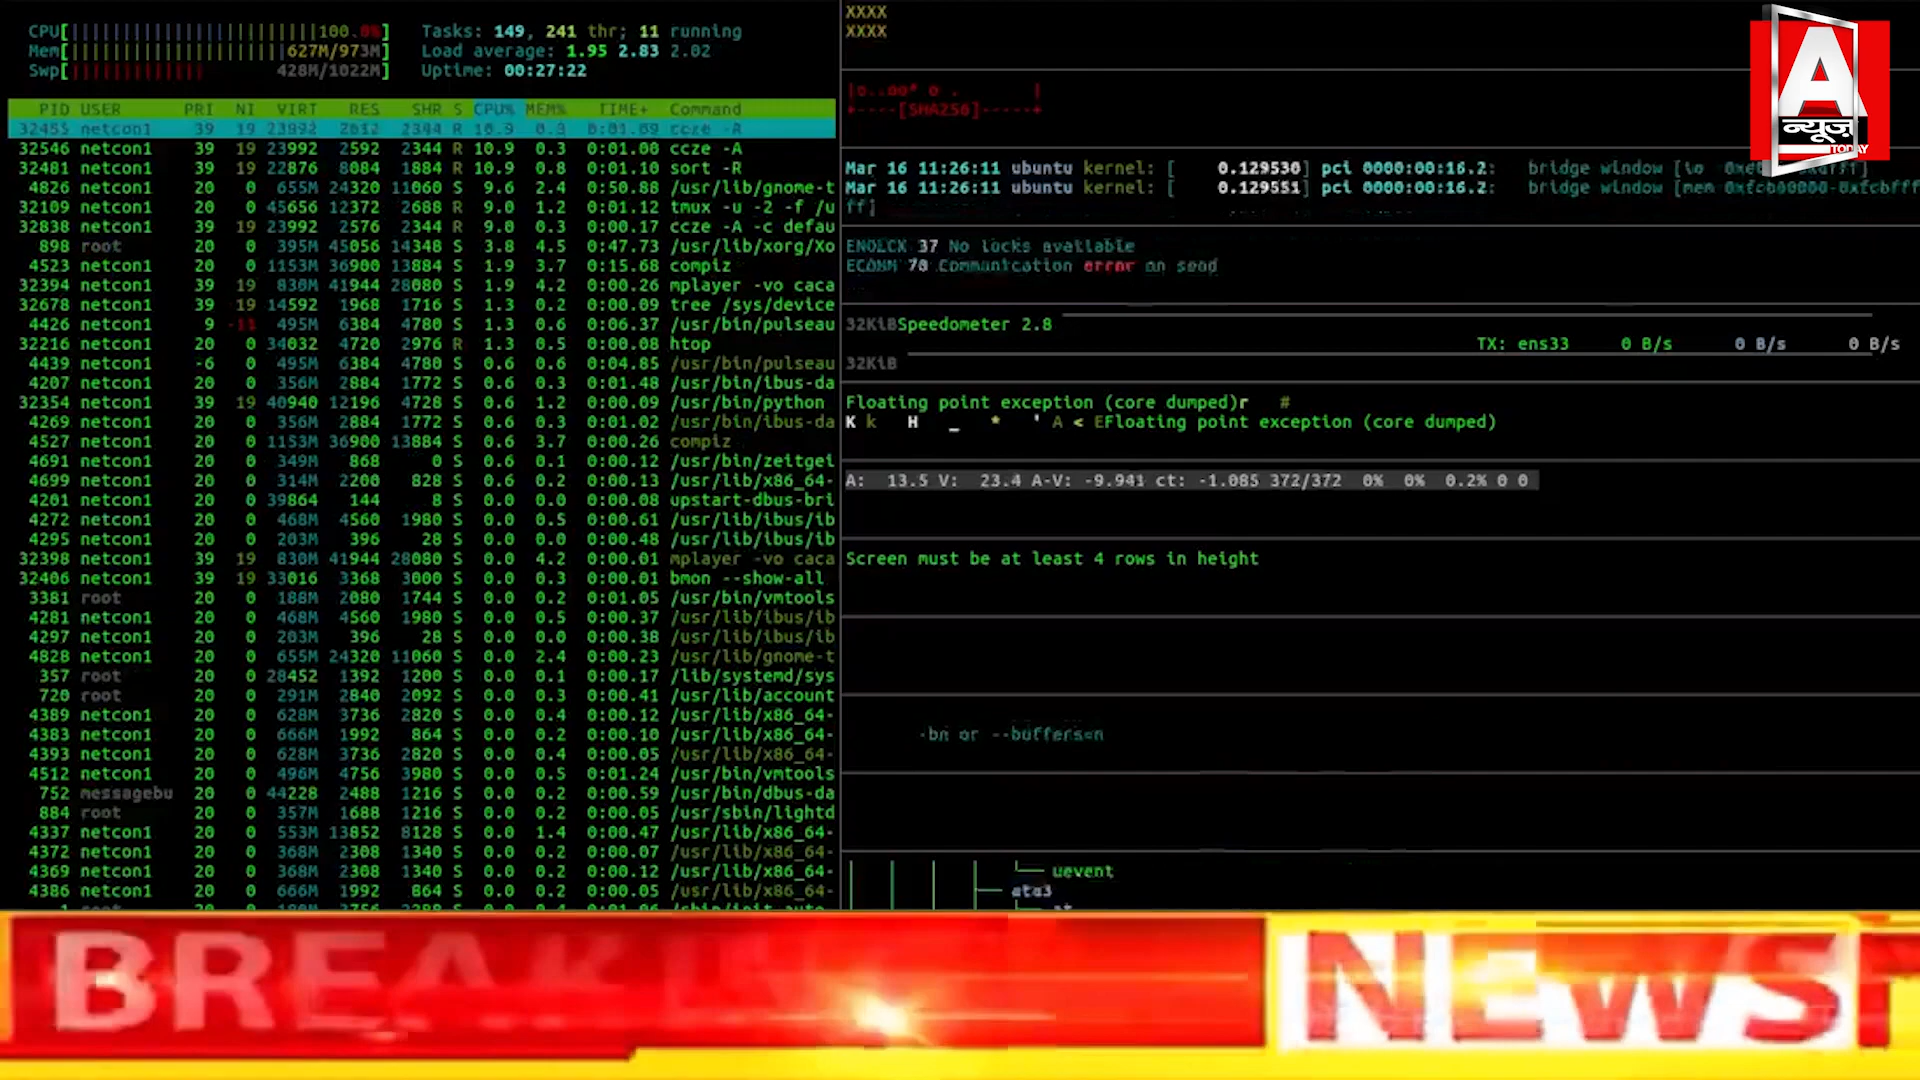 CPU[100.0%] Tasks: 149, 241 thr; 11 running
Mem[627M/973M] Load average: 1.95 2.83 2.02
Swp[428M/1022M] Uptime: 00:27:22
PID USER PRI NI VIRT RES SHR S CPU% MEM% TIME+ Command
32455 netcon1 39 19 23992 2612 2344 R 10.9 0.3 0:01.09 ccze -A
32546 netcon1 39 19 23992 2592 2344 R 10.9 0.3 0:01.00 ccze -A
32481 netcon1 39 19 22876 8084 1884 R 10.9 0.8 0:01.10 sort -R
4826 netcon1 20 0 655M 24320 11060 S 9.6 2.4 0:50.88 /usr/lib/gnome-t
32109 netcon1 20 0 45656 12372 2688 R 9.0 1.2 0:01.12 tmux -u -2 -f /u
32838 netcon1 39 19 23992 2576 2344 R 9.0 0.3 0:00.17 ccze -A -c defau
898 root 20 0 395M 45056 14348 S 3.8 4.5 0:47.73 /usr/lib/xorg/Xo
4523 netcon1 20 0 1153M 36900 13884 S 1.9 3.7 0:15.68 compiz
32394 netcon1 39 19 830M 41944 28080 S 1.9 4.2 0:00.26 mplayer -vo caca
32678 netcon1 39 19 14592 1968 1716 S 1.3 0.2 0:00.09 tree /sys/device
4426 netcon1 9 -11 495M 6384 4780 S 1.3 0.6 0:06.37 /usr/bin/pulseau
32216 netcon1 20 0 34032 4720 2976 R 1.3 0.5 0:00.08 htop
4439 netcon1 -6 0 495M 6384 4780 S 0.6 0.6 0:04.85 /usr/bin/pulseau
4207 netcon1 20 0 356M 2884 1772 S 0.6 0.3 0:01.48 /usr/bin/ibus-da
32354 netcon1 39 19 40940 12196 4728 S 0.6 1.2 0:00.09 /usr/bin/python
4269 netcon1 20 0 356M 2884 1772 S 0.6 0.3 0:01.02 /usr/bin/ibus-da
4527 netcon1 20 0 1153M 36900 13884 S 0.6 3.7 0:00.26 compiz
4691 netcon1 20 0 349M 868 0 S 0.6 0.1 0:00.12 /usr/bin/zeitgei
4699 netcon1 20 0 314M 2200 828 S 0.6 0.2 0:00.13 /usr/lib/x86_64-
4201 netcon1 20 0 39864 144 8 S 0.0 0.0 0:00.08 upstart-dbus-bri
4272 netcon1 20 0 468M 4560 1980 S 0.0 0.5 0:00.61 /usr/lib/ibus/ib
4295 netcon1 20 0 203M 396 28 S 0.0 0.0 0:00.48 /usr/lib/ibus/ib
32398 netcon1 39 19 830M 41944 28080 S 0.0 4.2 0:00.01 mplayer -vo caca
32406 netcon1 39 19 33016 3368 3000 S 0.0 0.3 0:00.01 bmon --show-all
3381 root 20 0 188M 2080 1744 S 0.0 0.2 0:01.05 /usr/bin/vmtools
4281 netcon1 20 0 468M 4560 1980 S 0.0 0.5 0:00.37 /usr/lib/ibus/ib
4297 netcon1 20 0 203M 396 28 S 0.0 0.0 0:00.38 /usr/lib/ibus/ib
4828 netcon1 20 0 655M 24320 11060 S 0.0 2.4 0:00.23 /usr/lib/gnome-t
357 root 20 0 28452 1392 1200 S 0.0 0.1 0:00.17 /lib/systemd/sys
720 root 20 0 291M 2840 2092 S 0.0 0.3 0:00.41 /usr/lib/account
4389 netcon1 20 0 628M 3736 2820 S 0.0 0.4 0:00.12 /usr/lib/x86_64-
4383 netcon1 20 0 666M 1992 864 S 0.0 0.2 0:00.10 /usr/lib/x86_64-
4393 netcon1 20 0 628M 3736 2820 S 0.0 0.4 0:00.05 /usr/lib/x86_64-
4512 netcon1 20 0 496M 4756 3980 S 0.0 0.5 0:01.24 /usr/bin/vmtools
752 messagebu 20 0 44228 2488 1216 S 0.0 0.2 0:00.59 /usr/bin/dbus-da
884 root 20 0 357M 1688 1216 S 0.0 0.2 0:00.05 /usr/sbin/lightd
4337 netcon1 20 0 553M 13852 8128 S 0.0 1.4 0:00.47 /usr/lib/x86_64-
4372 netcon1 20 0 368M 2308 1340 S 0.0 0.2 0:00.07 /usr/lib/x86_64-
4369 netcon1 20 0 368M 2308 1340 S 0.0 0.2 0:00.12 /usr/lib/x86_64-
4386 netcon1 20 0 666M 1992 864 S 0.0 0.2 0:00.05 /usr/lib/x86_64-
XXXX
XXXX
|o..oo* o . |
+----[SHA256]-----+
Mar 16 11:26:11 ubuntu kernel: [ 0.129530] pci 0000:00:16.2: bridge window [io
Mar 16 11:26:11 ubuntu kernel: [ 0.129551] pci 0000:00:16.2: bridge window [mem 0xfcb00000-0xfcbfff
ff]
ENOLCK 37 No locks available
ECOMM 70 Communication error on send
32KiBSpeedometer 2.8
TX: ens33 0 B/s 0 B/s 0 B/s
32KiB
Floating point exception (core dumped)r #
K k H _ * ' A < EFloating point exception (core dumped)
A: 13.5 V: 23.4 A-V: -9.941 ct: -1.085 372/372 0% 0% 0.2% 0 0
Screen must be at least 4 rows in height
-bn or --buffers=n
uevent
ata3
A
न्यूज़
TODAY
BREAKING
NEWS